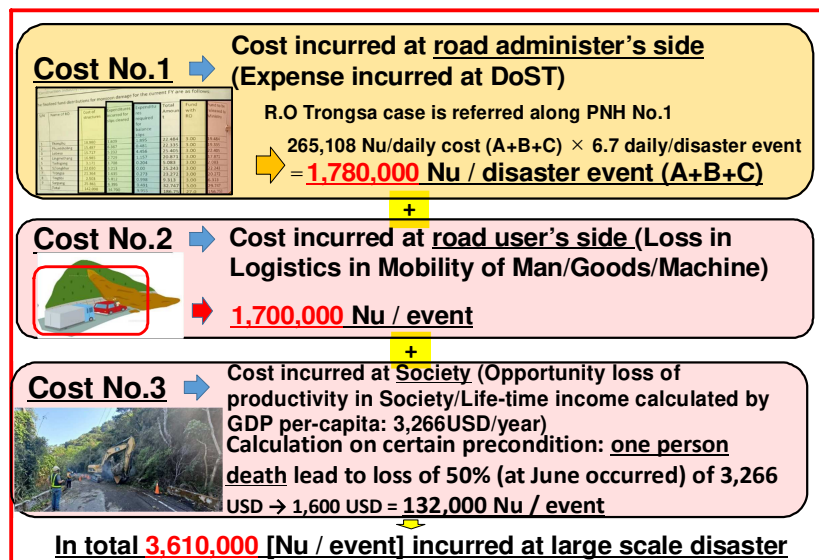 Cost No.1
Cost incurred at road administer's side
(Expense incurred at DoST)
R.O Trongsa case is referred along PNH No.1
265,108 Nu/daily cost (A+B+C) × 6.7 daily/disaster event
=1,780,000 Nu / disaster event (A+B+C)
+
Cost No.2
Cost incurred at road user's side (Loss in
Logistics in Mobility of Man/Goods/Machine)
1,700,000 Nu / event
+
Cost No.3
Cost incurred at Society (Opportunity loss of
productivity in Society/Life-time income calculated by
GDP per-capita: 3,266USD/year)
Calculation on certain precondition: one person
death lead to loss of 50% (at June occurred) of 3,266
USD → 1,600 USD = 132,000 Nu / event
In total 3,610,000 [Nu / event] incurred at large scale disaster